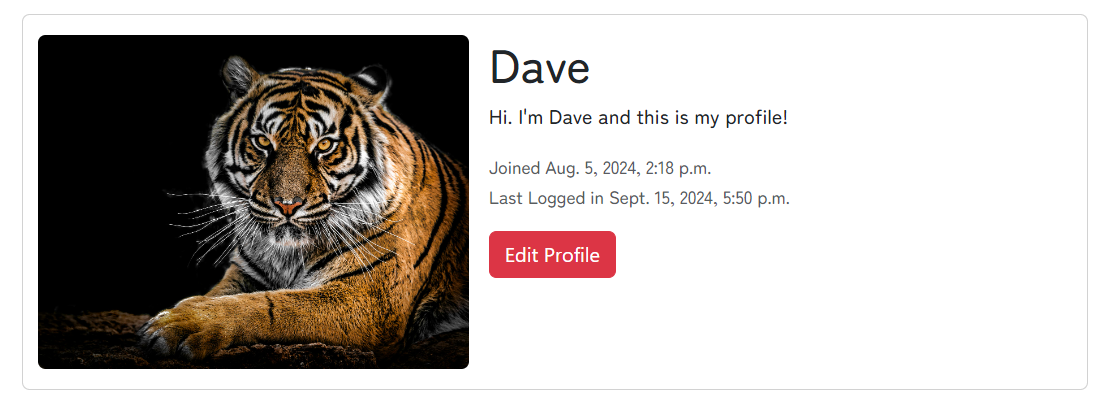 Dave
Hi. I'm Dave and this is my profile!
Joined Aug. 5, 2024, 2:18 p.m.
Last Logged in Sept. 15, 2024, 5:50 p.m.
Edit Profile